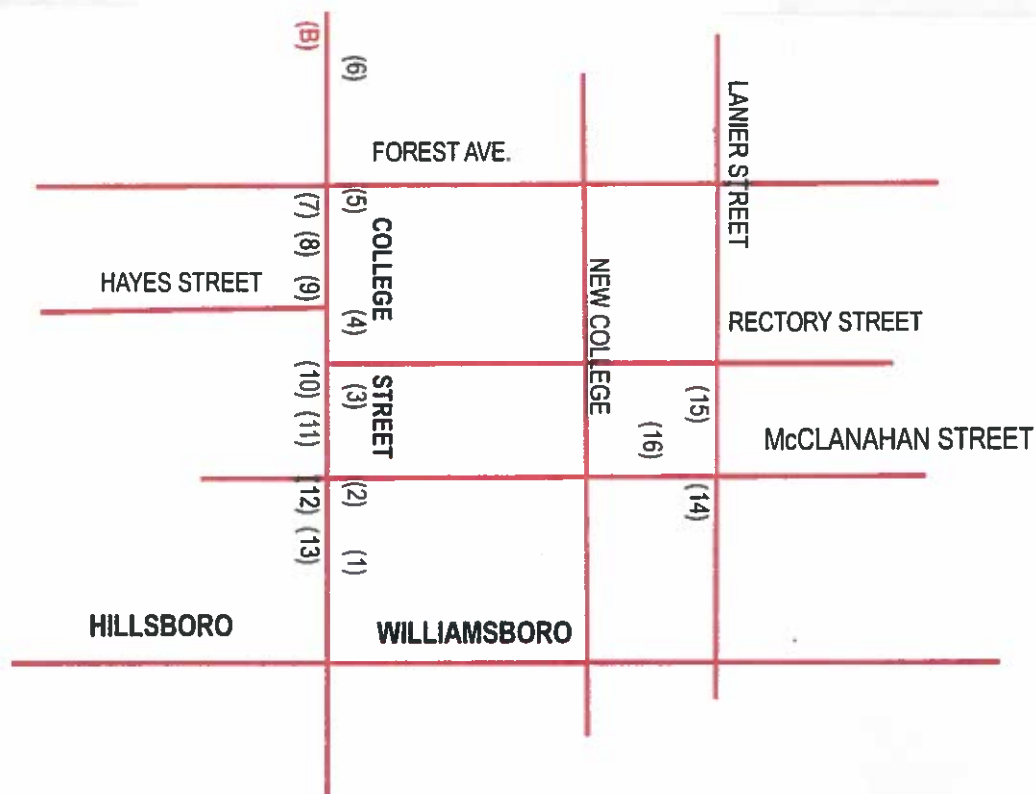 (B)
(6)
LANIER STREET
FOREST AVE.
(5)
(7)
(8)
COLLEGE
HAYES STREET
(9)
(4)
NEW COLLEGE
RECTORY STREET
(10)
(3)
STREET
(15)
(11)
(16)
McCLANAHAN STREET
(12)
(2)
(14)
(13)
(1)
HILLSBORO
WILLIAMSBORO